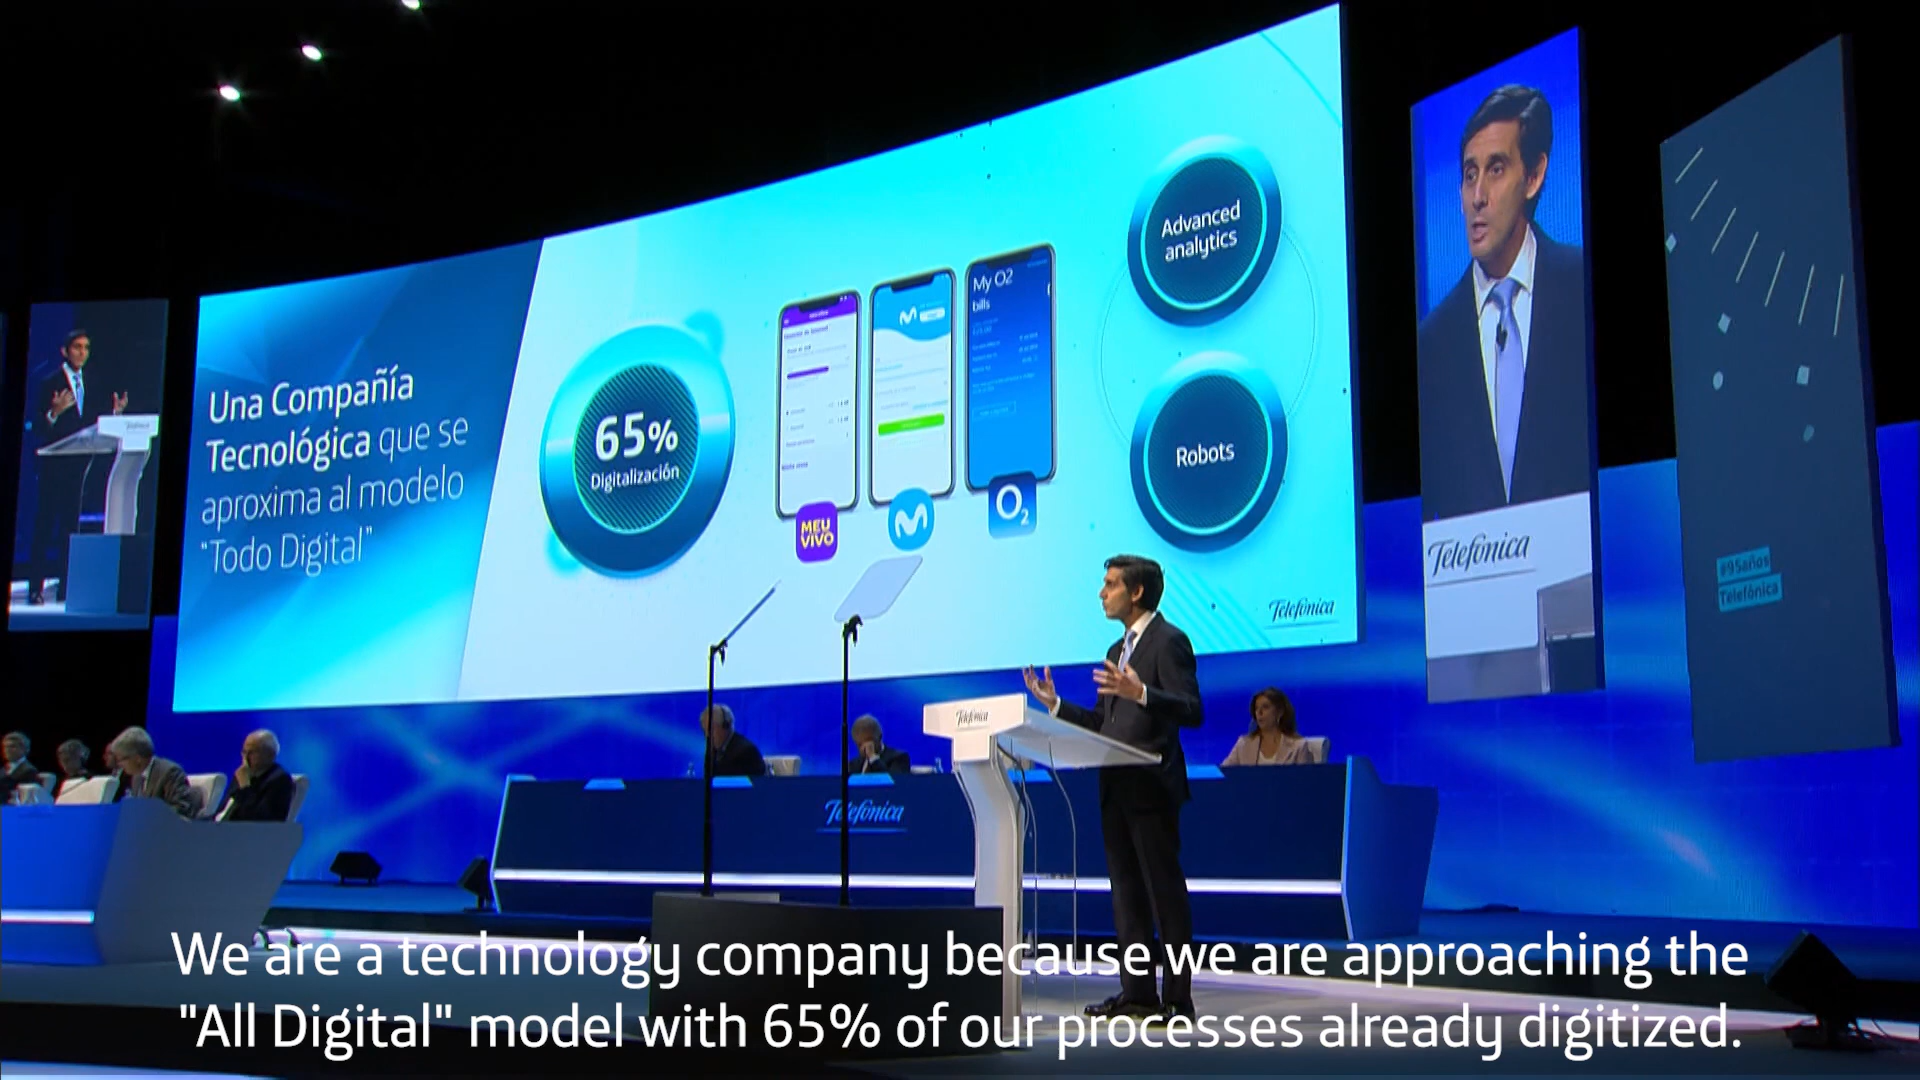 Una Compañía
Tecnológica que se
aproxima al modelo
"Todo Digital"
65%
Digitalización
My O2
bills
MEU
VIVO
O2
Advanced
analytics
Robots
Telefónica
Telefónica
#95años
Telefónica
Telefónica
Telefónica
We are a technology company because we are approaching the
"All Digital" model with 65% of our processes already digitized.